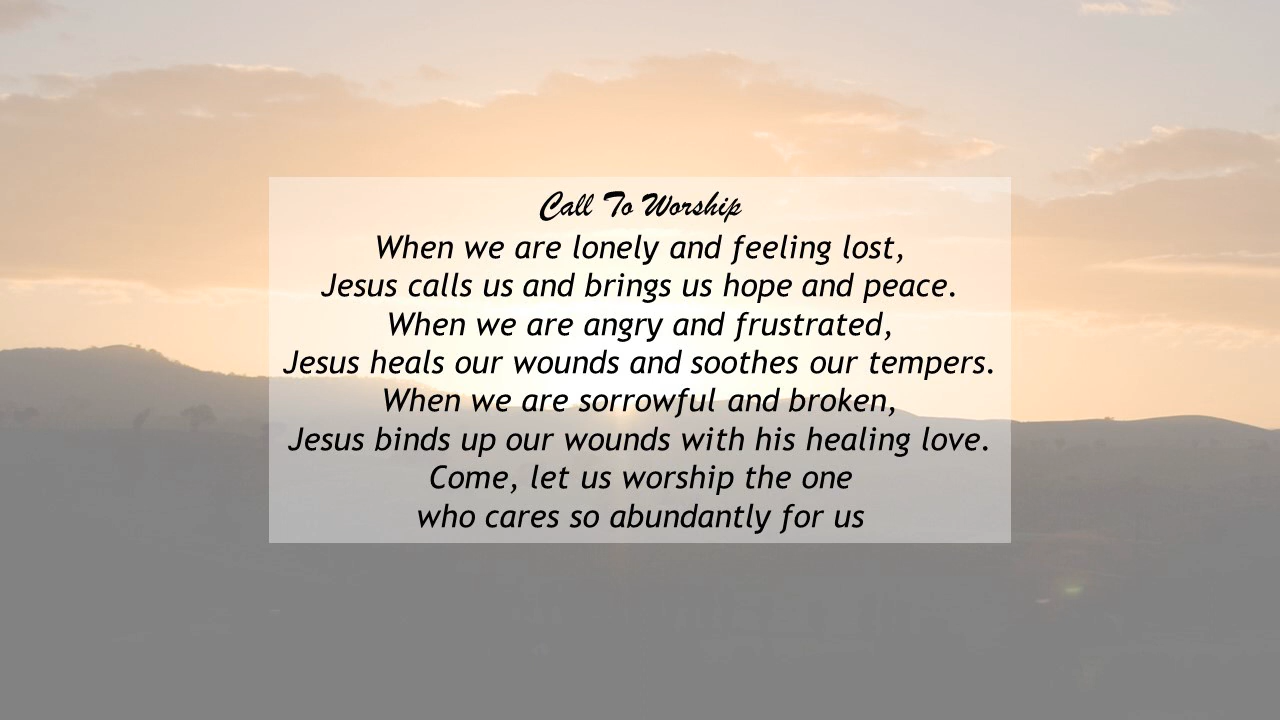 Call To Worship
When we are lonely and feeling lost,
Jesus calls us and brings us hope and peace.
When we are angry and frustrated,
Jesus heals our wounds and soothes our tempers.
When we are sorrowful and broken,
Jesus binds up our wounds with his healing love.
Come, let us worship the one
who cares so abundantly for us